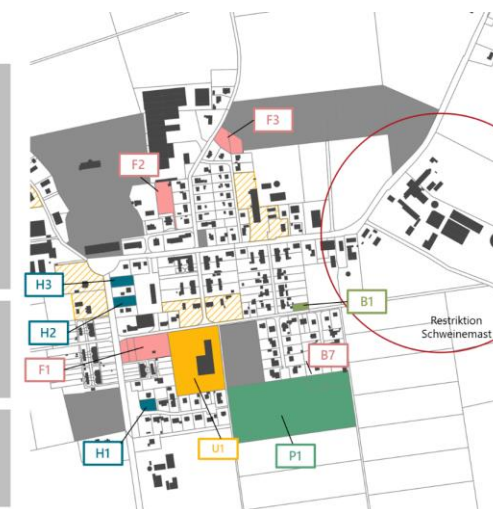 F3
F2
H3
B1
H2
Restriktion
Schweinemast
B7
F1
U1
P1
H1